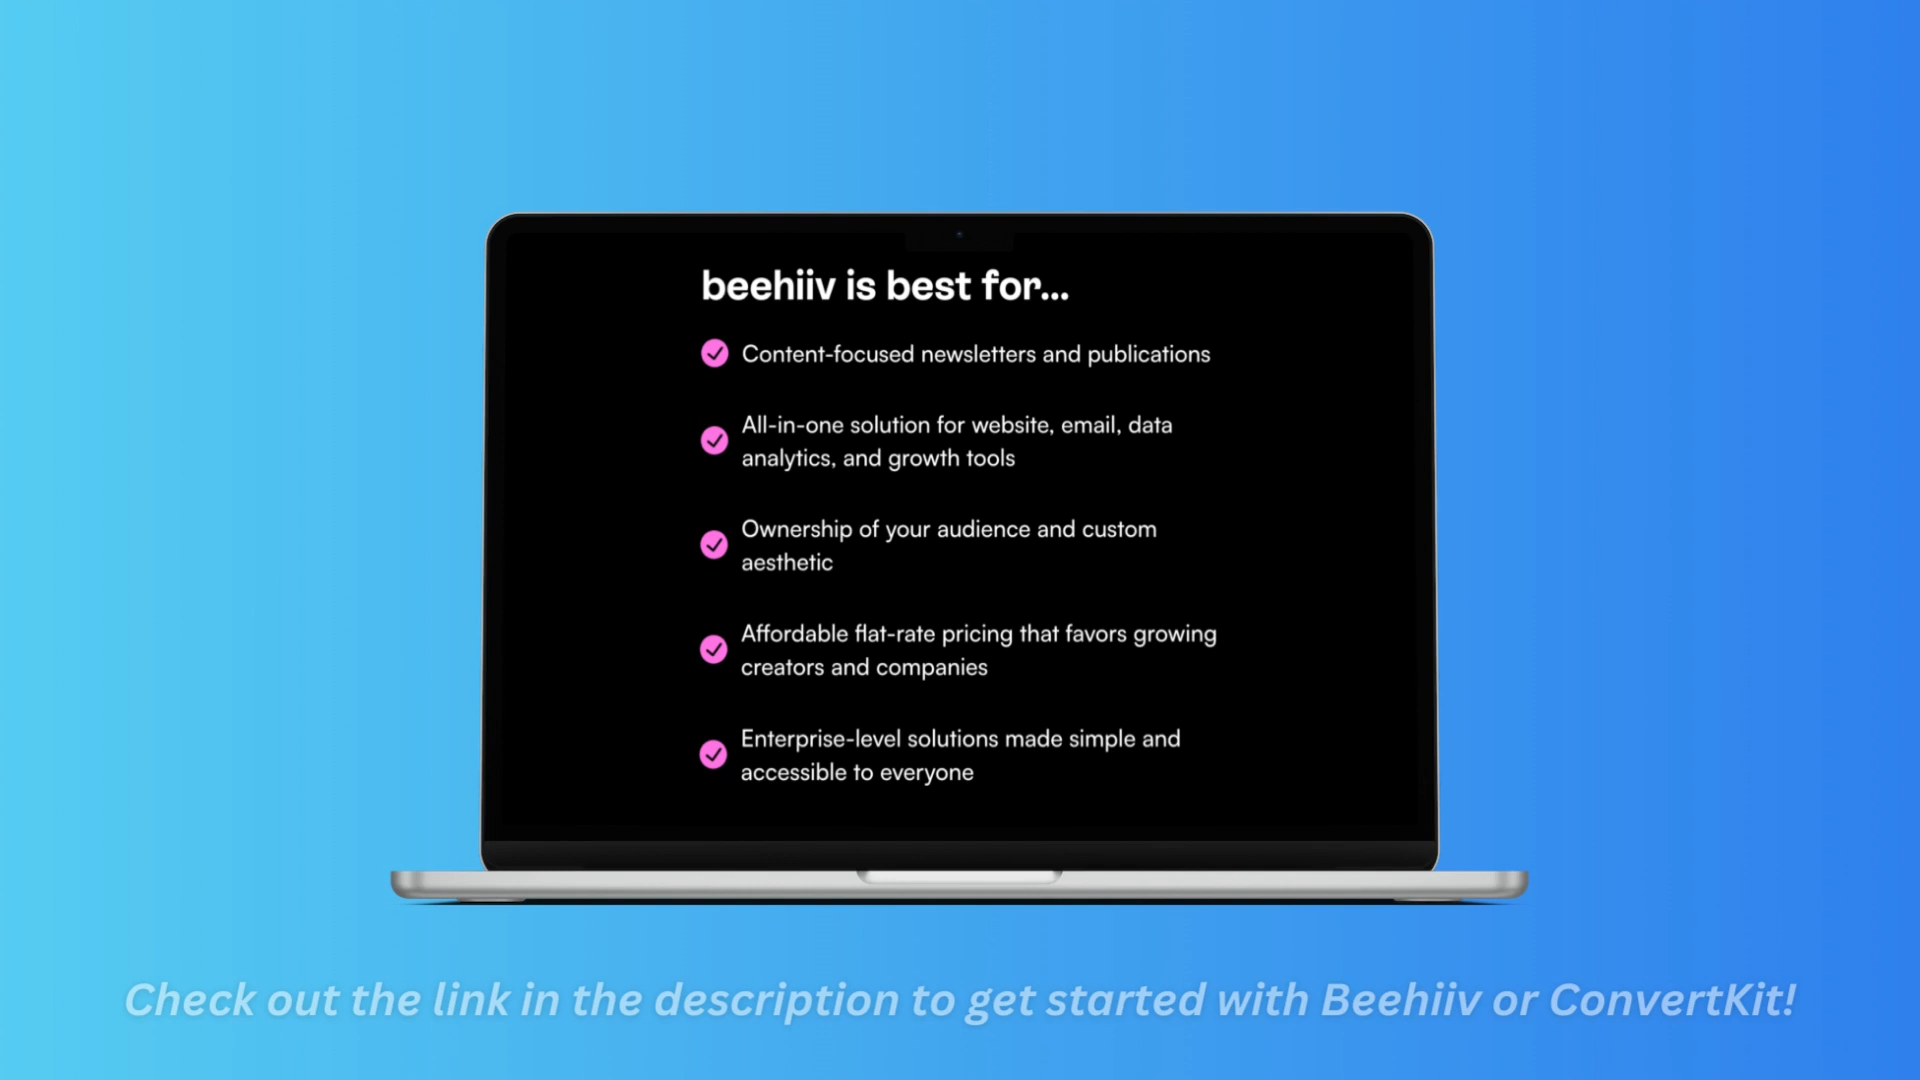 beehiiv is best for...
Content-focused newsletters and publications
All-in-one solution for website, email, data
analytics, and growth tools
Ownership of your audience and custom
aesthetic
Affordable flat-rate pricing that favors growing
creators and companies
Enterprise-level solutions made simple and
accessible to everyone
Check out the link in the description to get started with Beehiiv or ConvertKit!